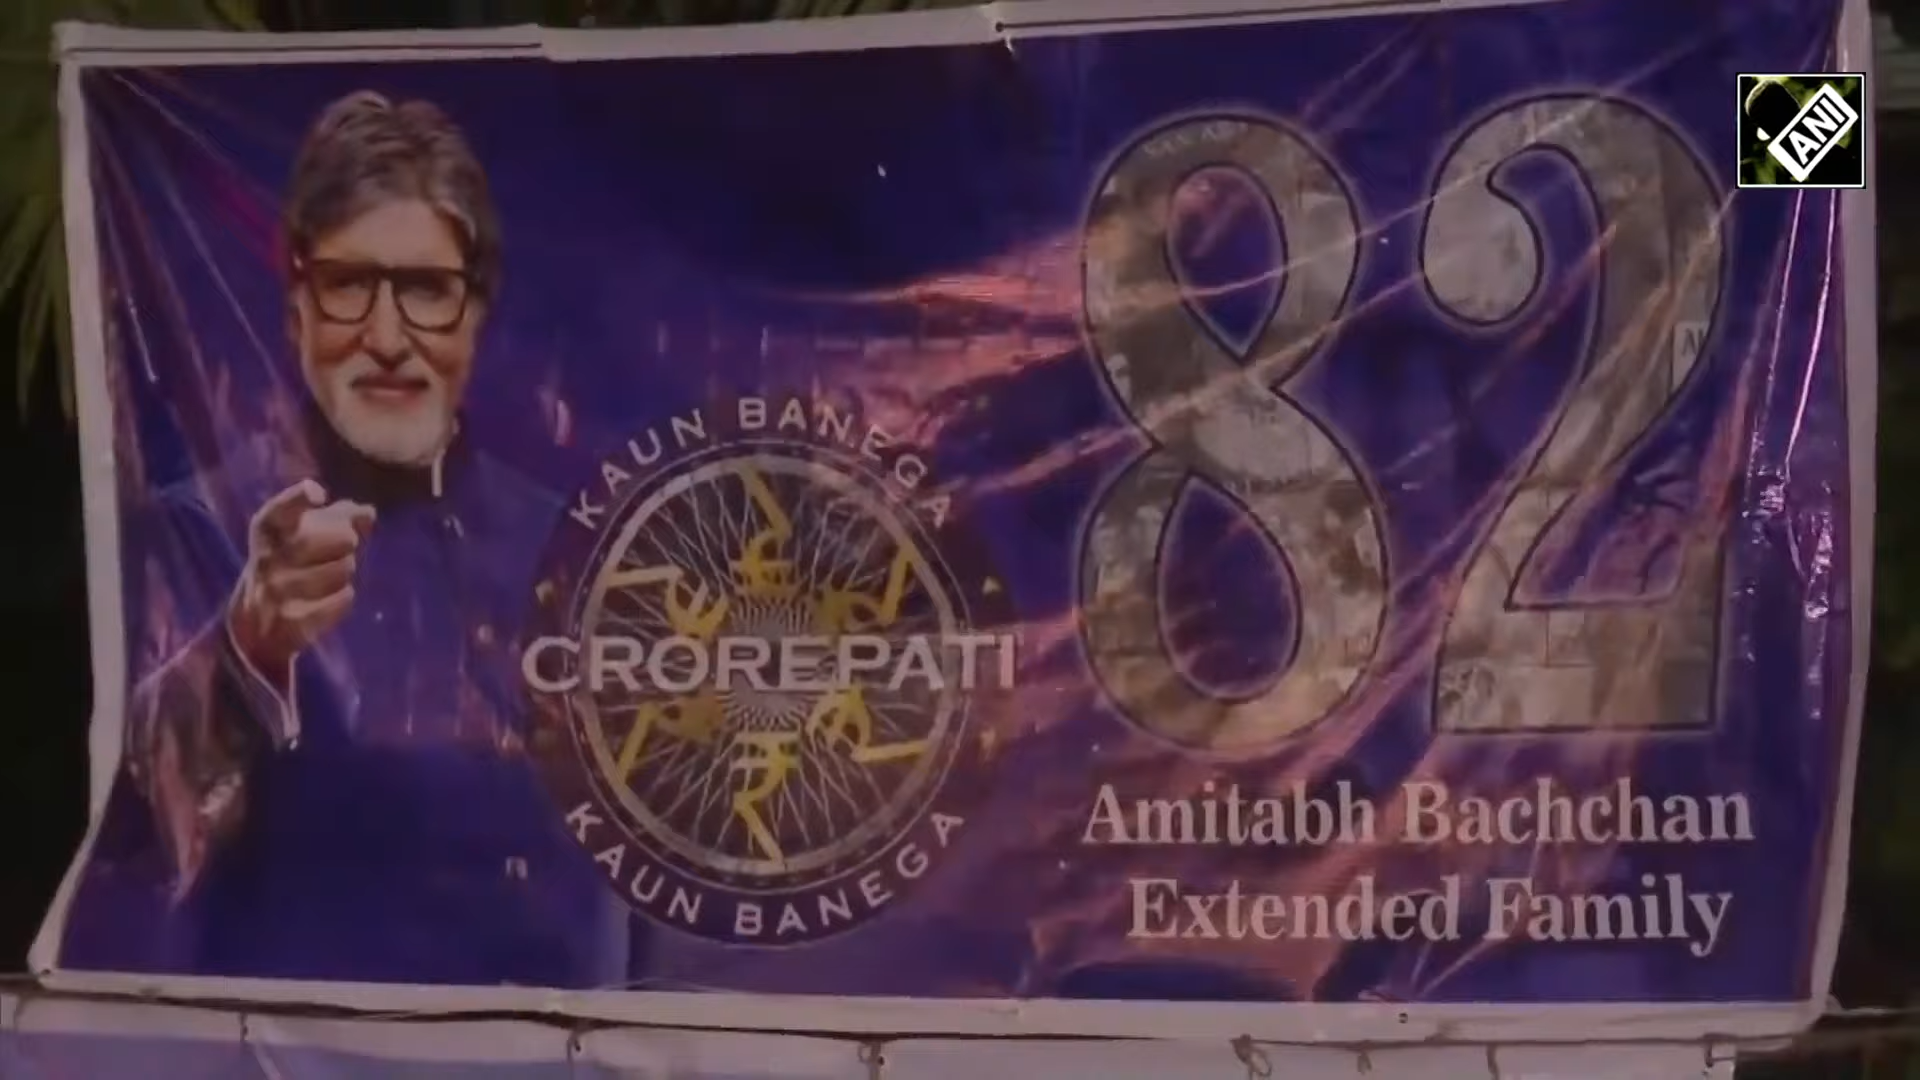 ANI
KAUN BANEGA
CROREPATI
KAUN BANEGA
82
Amitabh Bachchan
Extended Family